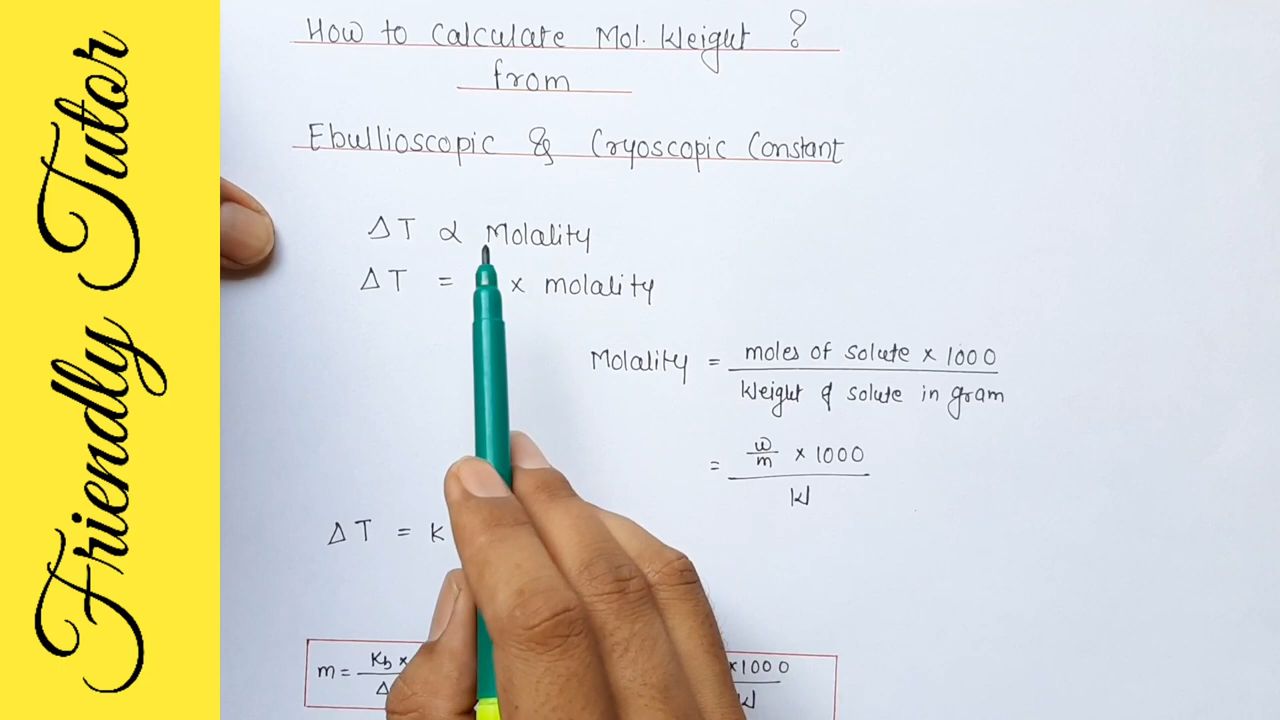 Friendly Tutor
How to Calculate Mol. Weight ?
from
Ebullioscopic & Cryoscopic Constant
ΔT ∝ Molality
ΔT = x molality
Molality = moles of solute x 1000 / Weight of solute in gram
= w/m x 1000 / W
ΔT = K
m = Kb x / Δ x 1000 / W